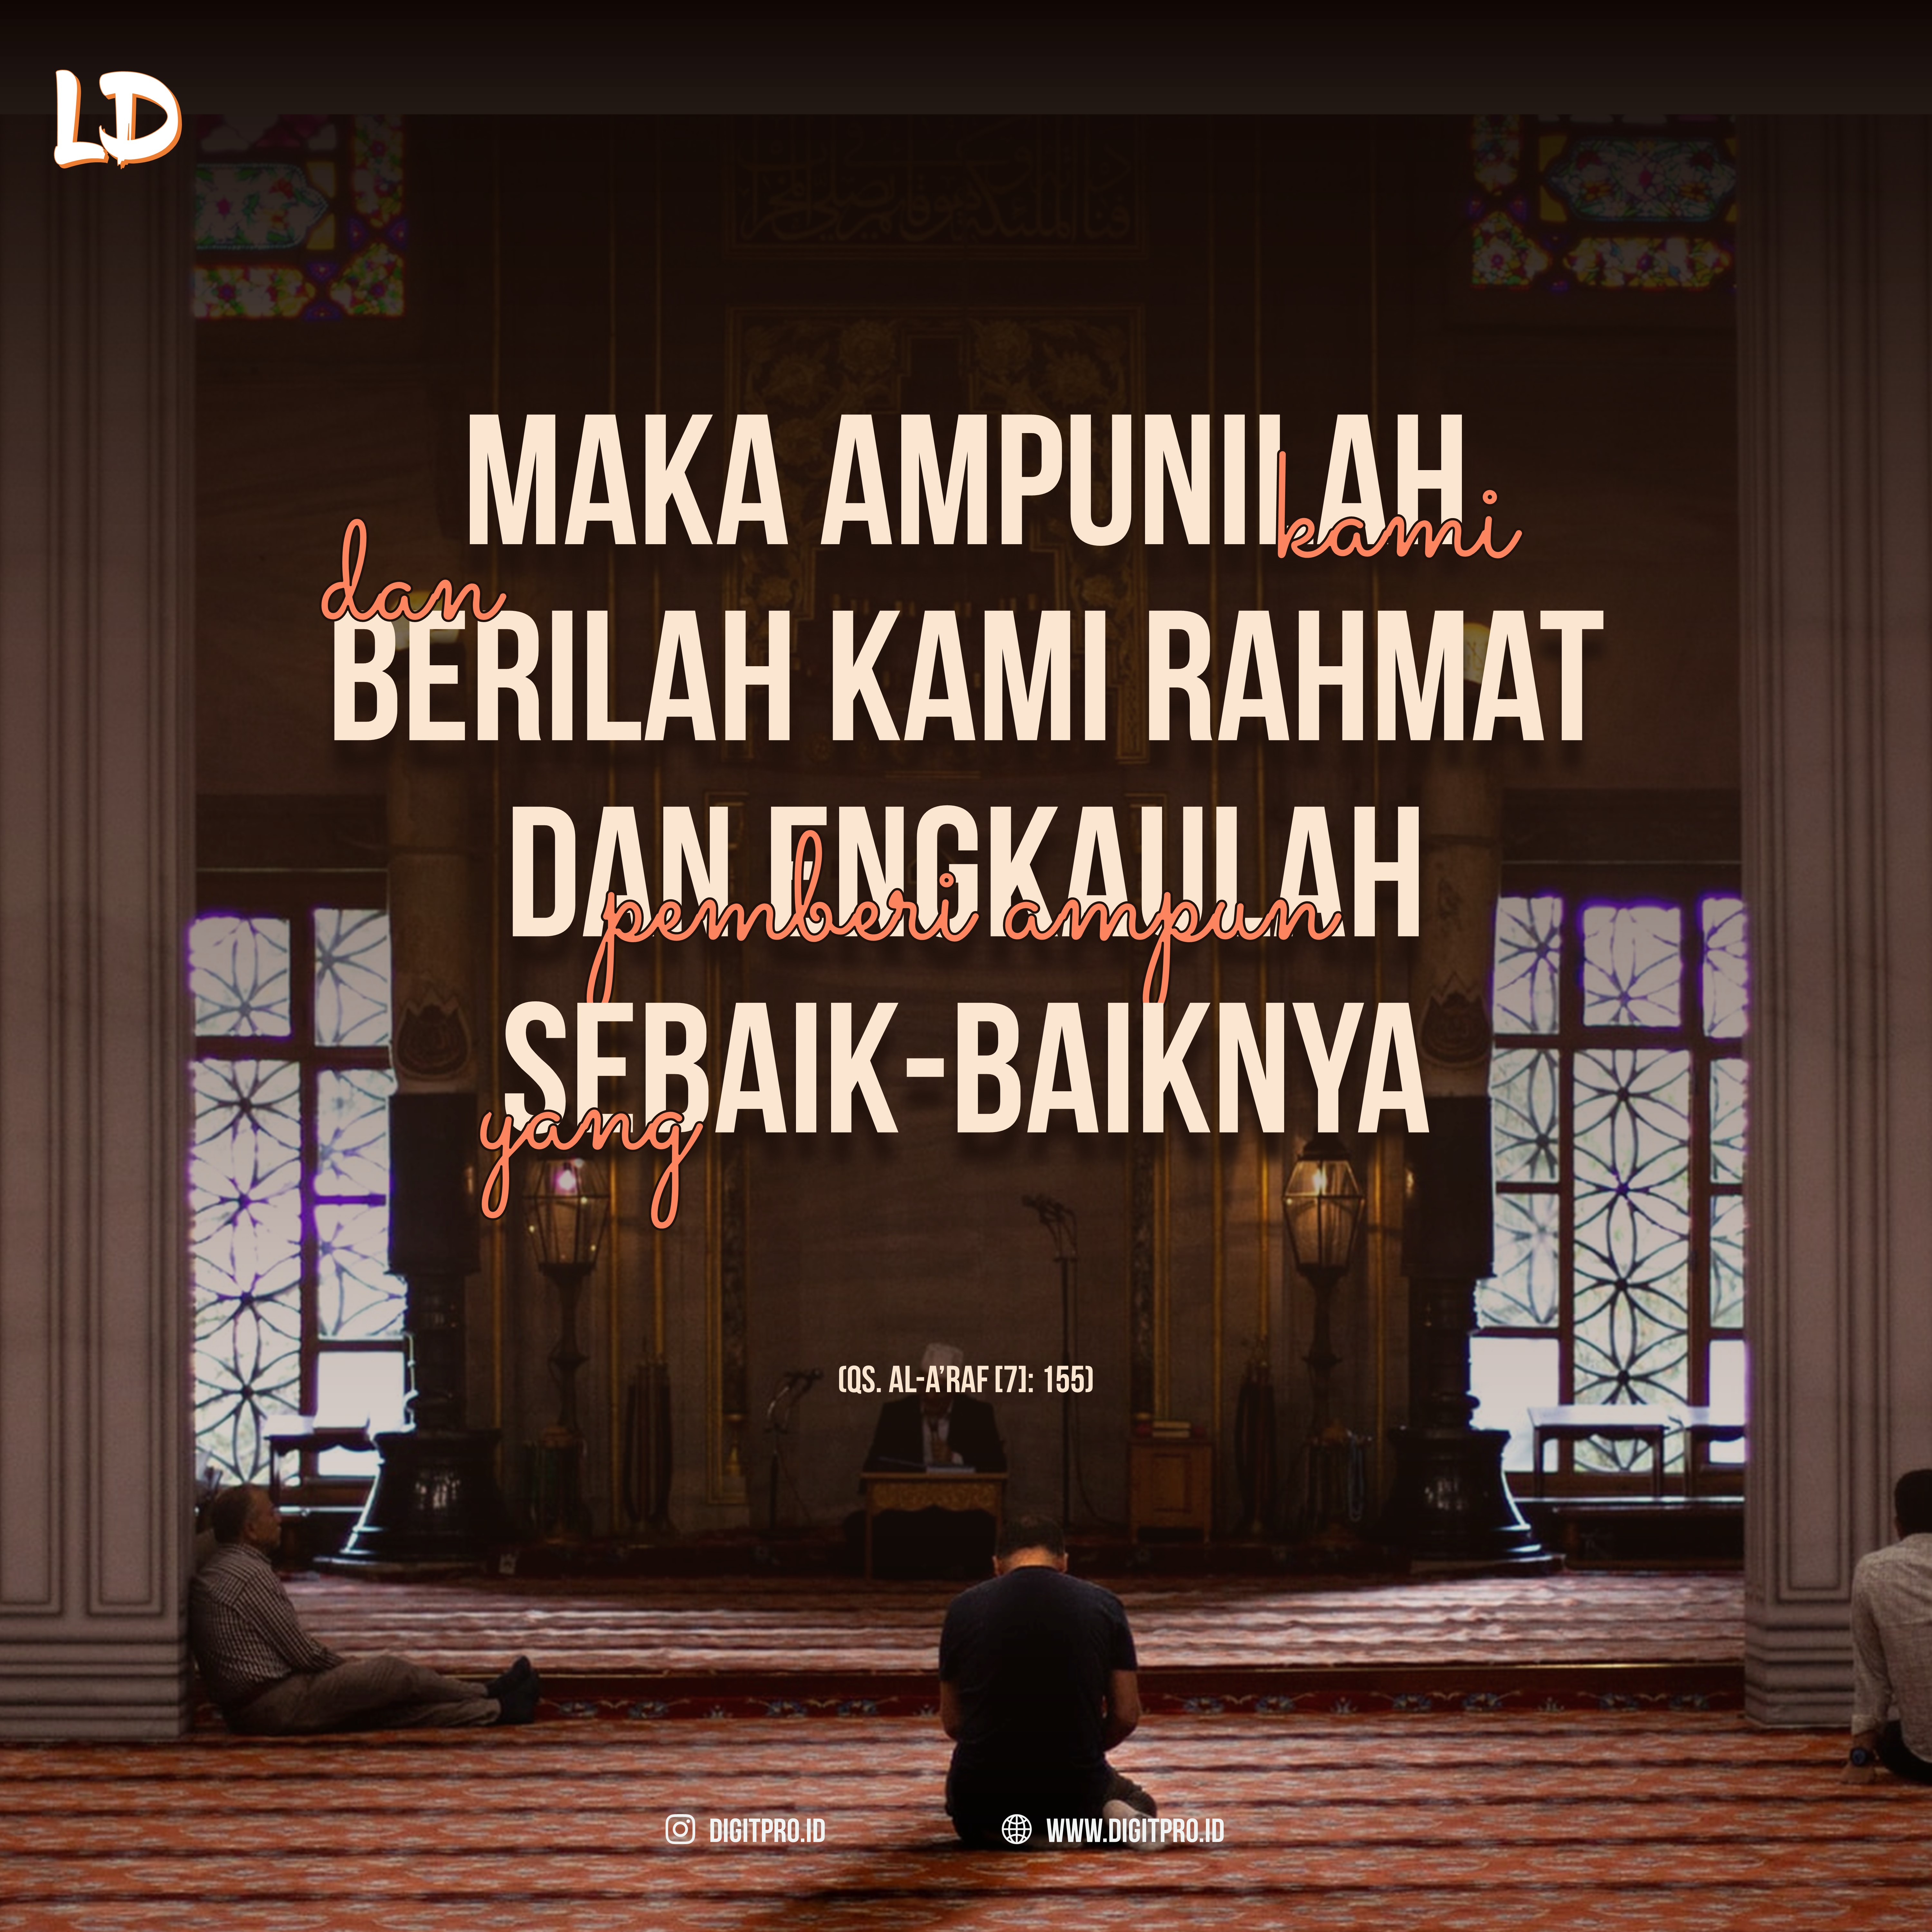 LD
MAKA AMPUNILAH kami
dan
BERILAH KAMI RAHMAT
DAN ENGKAULAH
pemberi ampun
SEBAIK-BAIKNYA
yang
(QS. AL-A'RAF [7]: 155)
DIGITPRO.ID WWW.DIGITPRO.ID